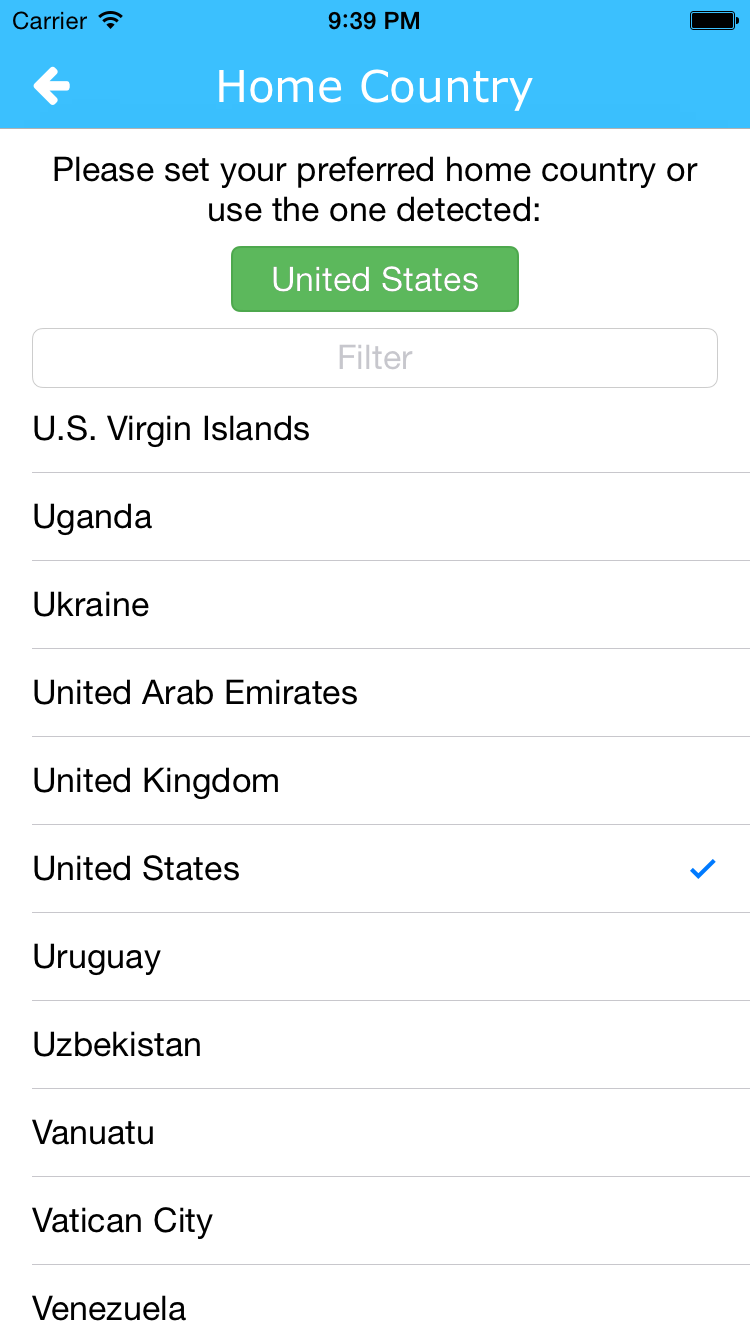 Carrier 9:39 PM
Home Country
Please set your preferred home country or
use the one detected:
United States
Filter
U.S. Virgin Islands
Uganda
Ukraine
United Arab Emirates
United Kingdom
United States
Uruguay
Uzbekistan
Vanuatu
Vatican City
Venezuela